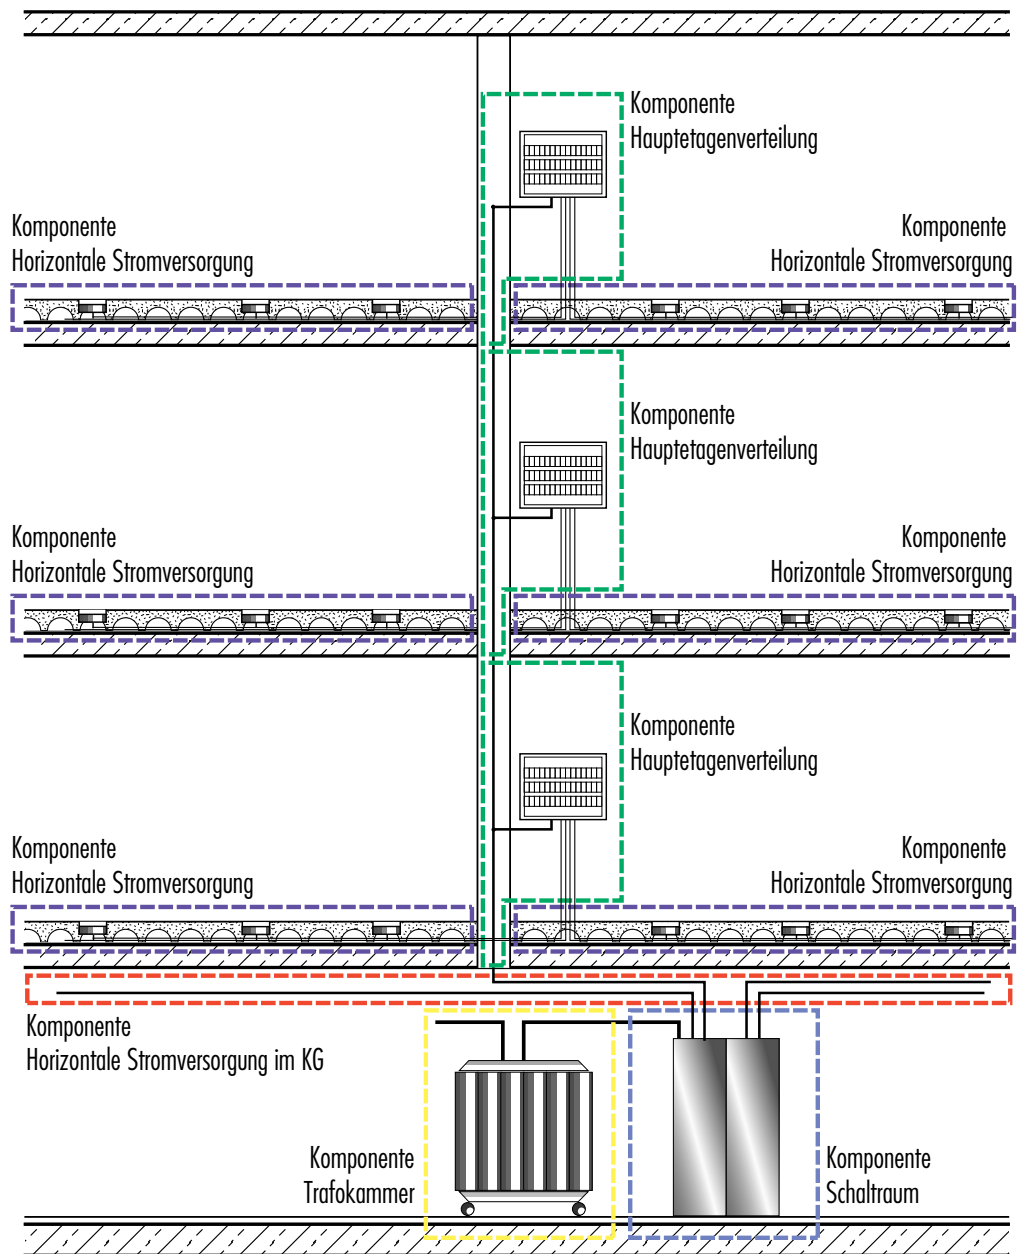 Komponente
Hauptetagenverteilung
Komponente
Horizontale Stromversorgung
Komponente
Horizontale Stromversorgung
Komponente
Hauptetagenverteilung
Komponente
Horizontale Stromversorgung
Komponente
Horizontale Stromversorgung
Komponente
Hauptetagenverteilung
Komponente
Horizontale Stromversorgung
Komponente
Horizontale Stromversorgung
Komponente
Horizontale Stromversorgung im KG
Komponente
Trafokammer
Komponente
Schaltraum